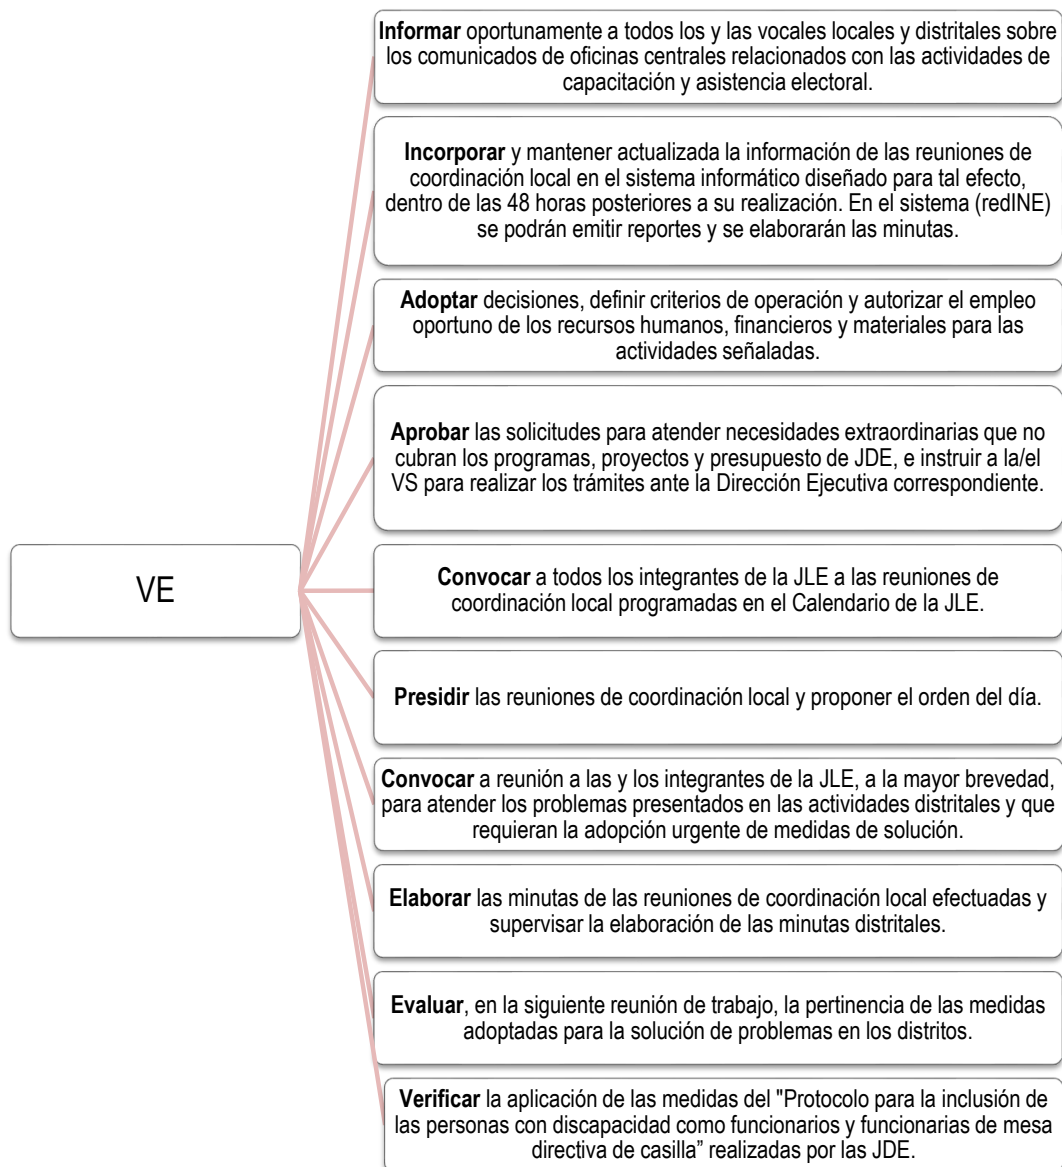 Informar oportunamente a todos los y las vocales locales y distritales sobre
los comunicados de oficinas centrales relacionados con las actividades de
capacitación y asistencia electoral.
Incorporar y mantener actualizada la información de las reuniones de
coordinación local en el sistema informático diseñado para tal efecto,
dentro de las 48 horas posteriores a su realización. En el sistema (redINE)
se podrán emitir reportes y se elaborarán las minutas.
Adoptar decisiones, definir criterios de operación y autorizar el empleo
oportuno de los recursos humanos, financieros y materiales para las
actividades señaladas.
Aprobar las solicitudes para atender necesidades extraordinarias que no
cubran los programas, proyectos y presupuesto de JDE, e instruir a la/el
VS para realizar los trámites ante la Dirección Ejecutiva correspondiente.
VE
Convocar a todos los integrantes de la JLE a las reuniones de
coordinación local programadas en el Calendario de la JLE.
Presidir las reuniones de coordinación local y proponer el orden del día.
Convocar a reunión a las y los integrantes de la JLE, a la mayor brevedad,
para atender los problemas presentados en las actividades distritales y que
requieran la adopción urgente de medidas de solución.
Elaborar las minutas de las reuniones de coordinación local efectuadas y
supervisar la elaboración de las minutas distritales.
Evaluar, en la siguiente reunión de trabajo, la pertinencia de las medidas
adoptadas para la solución de problemas en los distritos.
Verificar la aplicación de las medidas del "Protocolo para la inclusión de
las personas con discapacidad como funcionarios y funcionarias de mesa
directiva de casilla” realizadas por las JDE.